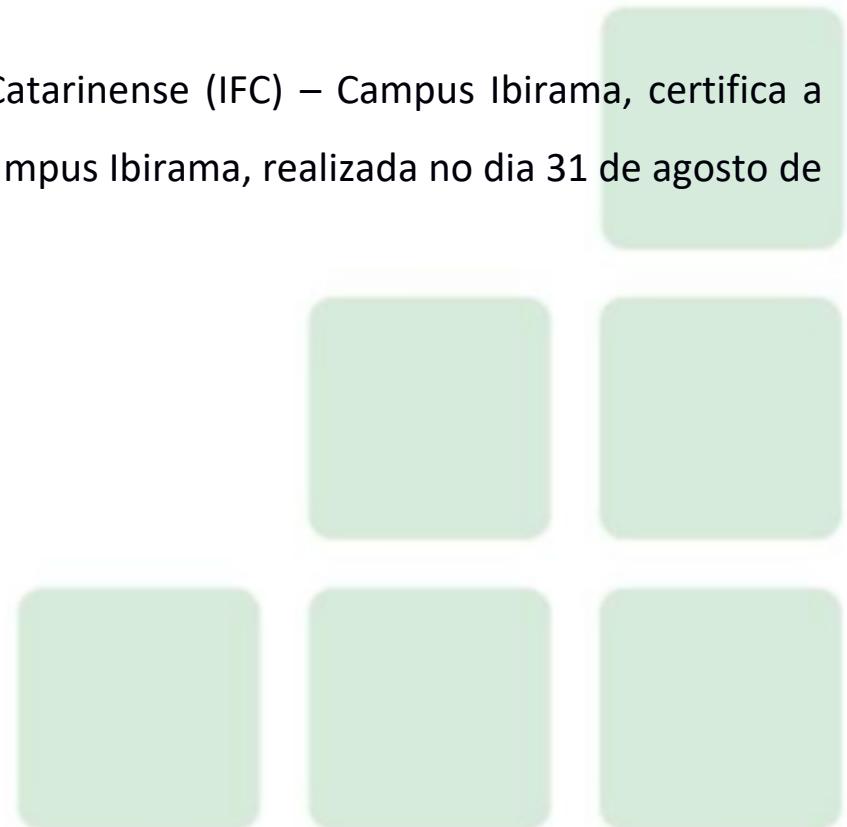 Catarinense (IFC) – Campus Ibirama, certifica a
mpus Ibirama, realizada no dia 31 de agosto de